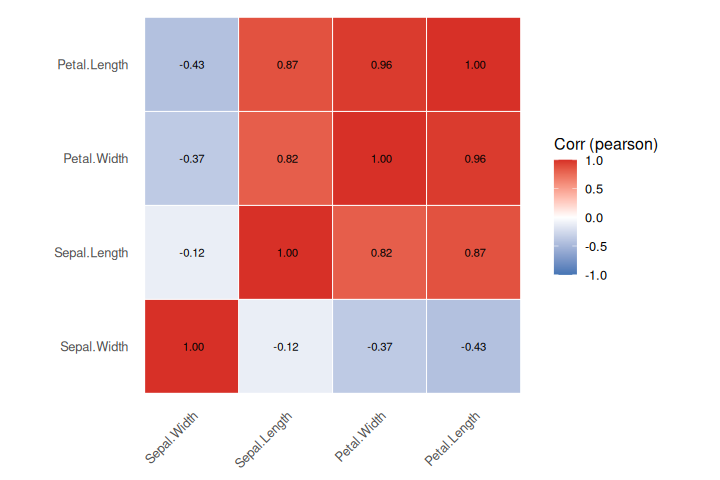 Petal.Length
-0.43 0.87 0.96 1.00
Petal.Width
-0.37 0.82 1.00 0.96
Sepal.Length
-0.12 1.00 0.82 0.87
Sepal.Width
1.00 -0.12 -0.37 -0.43
Sepal.Width
Sepal.Length
Petal.Width
Petal.Length
Corr (pearson)
1.0
0.5
0.0
-0.5
-1.0